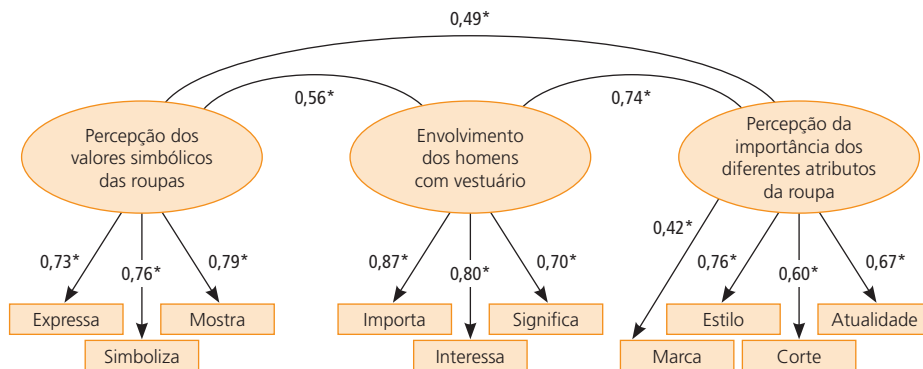 0,49*
0,56*
0,74*
Percepção dos
valores simbólicos
das roupas
Envolvimento
dos homens
com vestuário
Percepção da
importância dos
diferentes atributos
da roupa
0,73*
0,76*
0,79*
0,87*
0,80*
0,70*
0,42*
0,76*
0,60*
0,67*
Expressa
Mostra
Simboliza
Importa
Significa
Interessa
Estilo
Atualidade
Marca
Corte